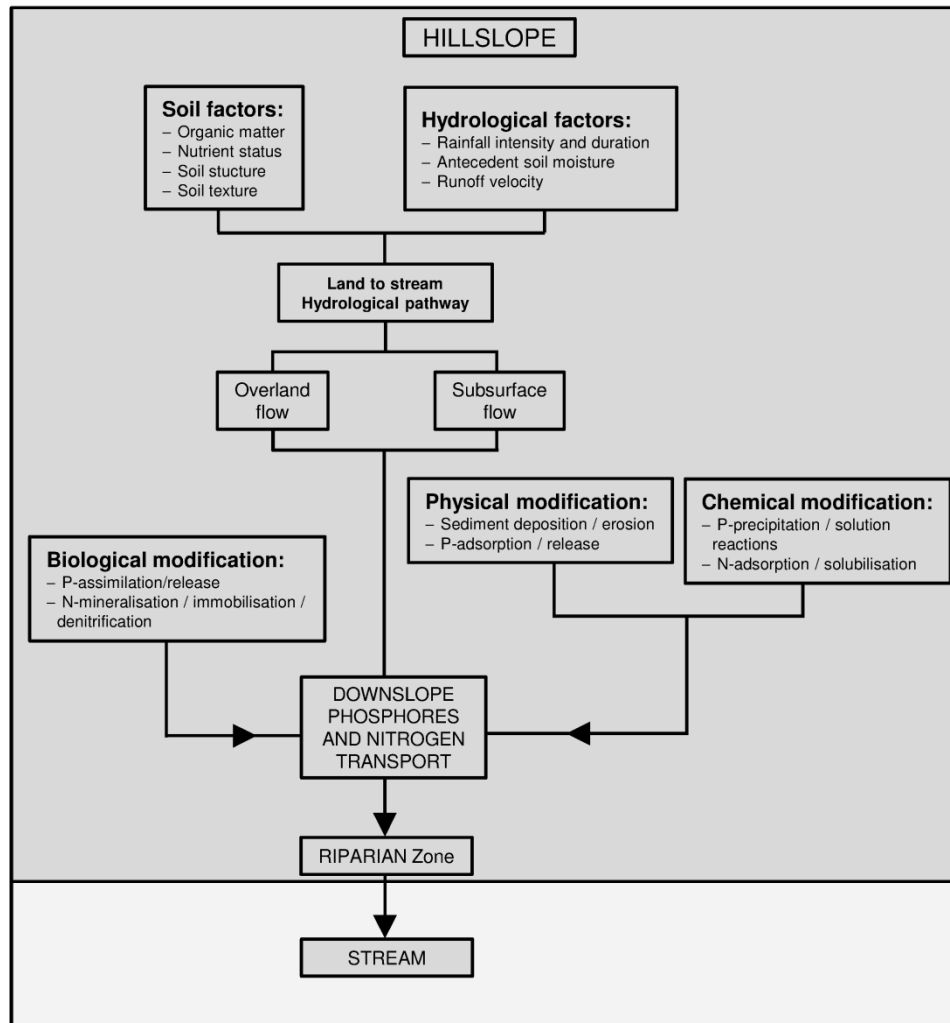 HILLSLOPE
Soil factors:
– Organic matter
– Nutrient status
– Soil stucture
– Soil texture
Hydrological factors:
– Rainfall intensity and duration
– Antecedent soil moisture
– Runoff velocity
Land to stream
Hydrological pathway
Overland
flow
Subsurface
flow
Physical modification:
– Sediment deposition / erosion
– P-adsorption / release
Chemical modification:
– P-precipitation / solution
reactions
– N-adsorption / solubilisation
Biological modification:
– P-assimilation/release
– N-mineralisation / immobilisation /
denitrification
DOWNSLOPE
PHOSPHORES
AND NITROGEN
TRANSPORT
RIPARIAN Zone
STREAM